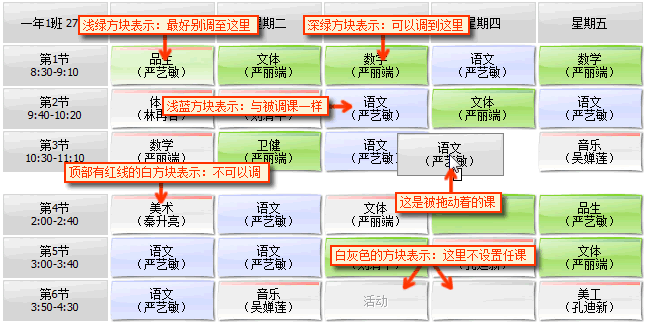 一年1班 27
浅绿方块表示：最好别调至这里
期二
深绿方块表示：可以调到这里
星期四
星期五
第1节
8:30-9:10
品生
（严艺敏）
文体
（严丽端）
数学
（严丽端）
语文
（严艺敏）
数学
（严丽端）
第2节
9:40-10:20
浅蓝方块表示：与被调课一样
语文
（严艺敏）
文体
（严丽端）
语文
（严艺敏）
第3节
10:30-11:10
数学
（严丽端）
卫健
（严丽端）
语文
语文
音乐
（吴婵莲）
顶部有红线的白方块表示：不可以调
这是被拖动着的课
第4节
2:00-2:40
美术
（秦升亮）
语文
（严艺敏）
文体
（严丽端）
品生
（严艺敏）
白灰色的方块表示：这里不设置任课
第5节
3:00-3:40
语文
（严艺敏）
语文
（严艺敏）
文体
（严丽端）
第6节
3:50-4:30
语文
（严艺敏）
音乐
（吴婵莲）
活动
美工
（孔迪新）